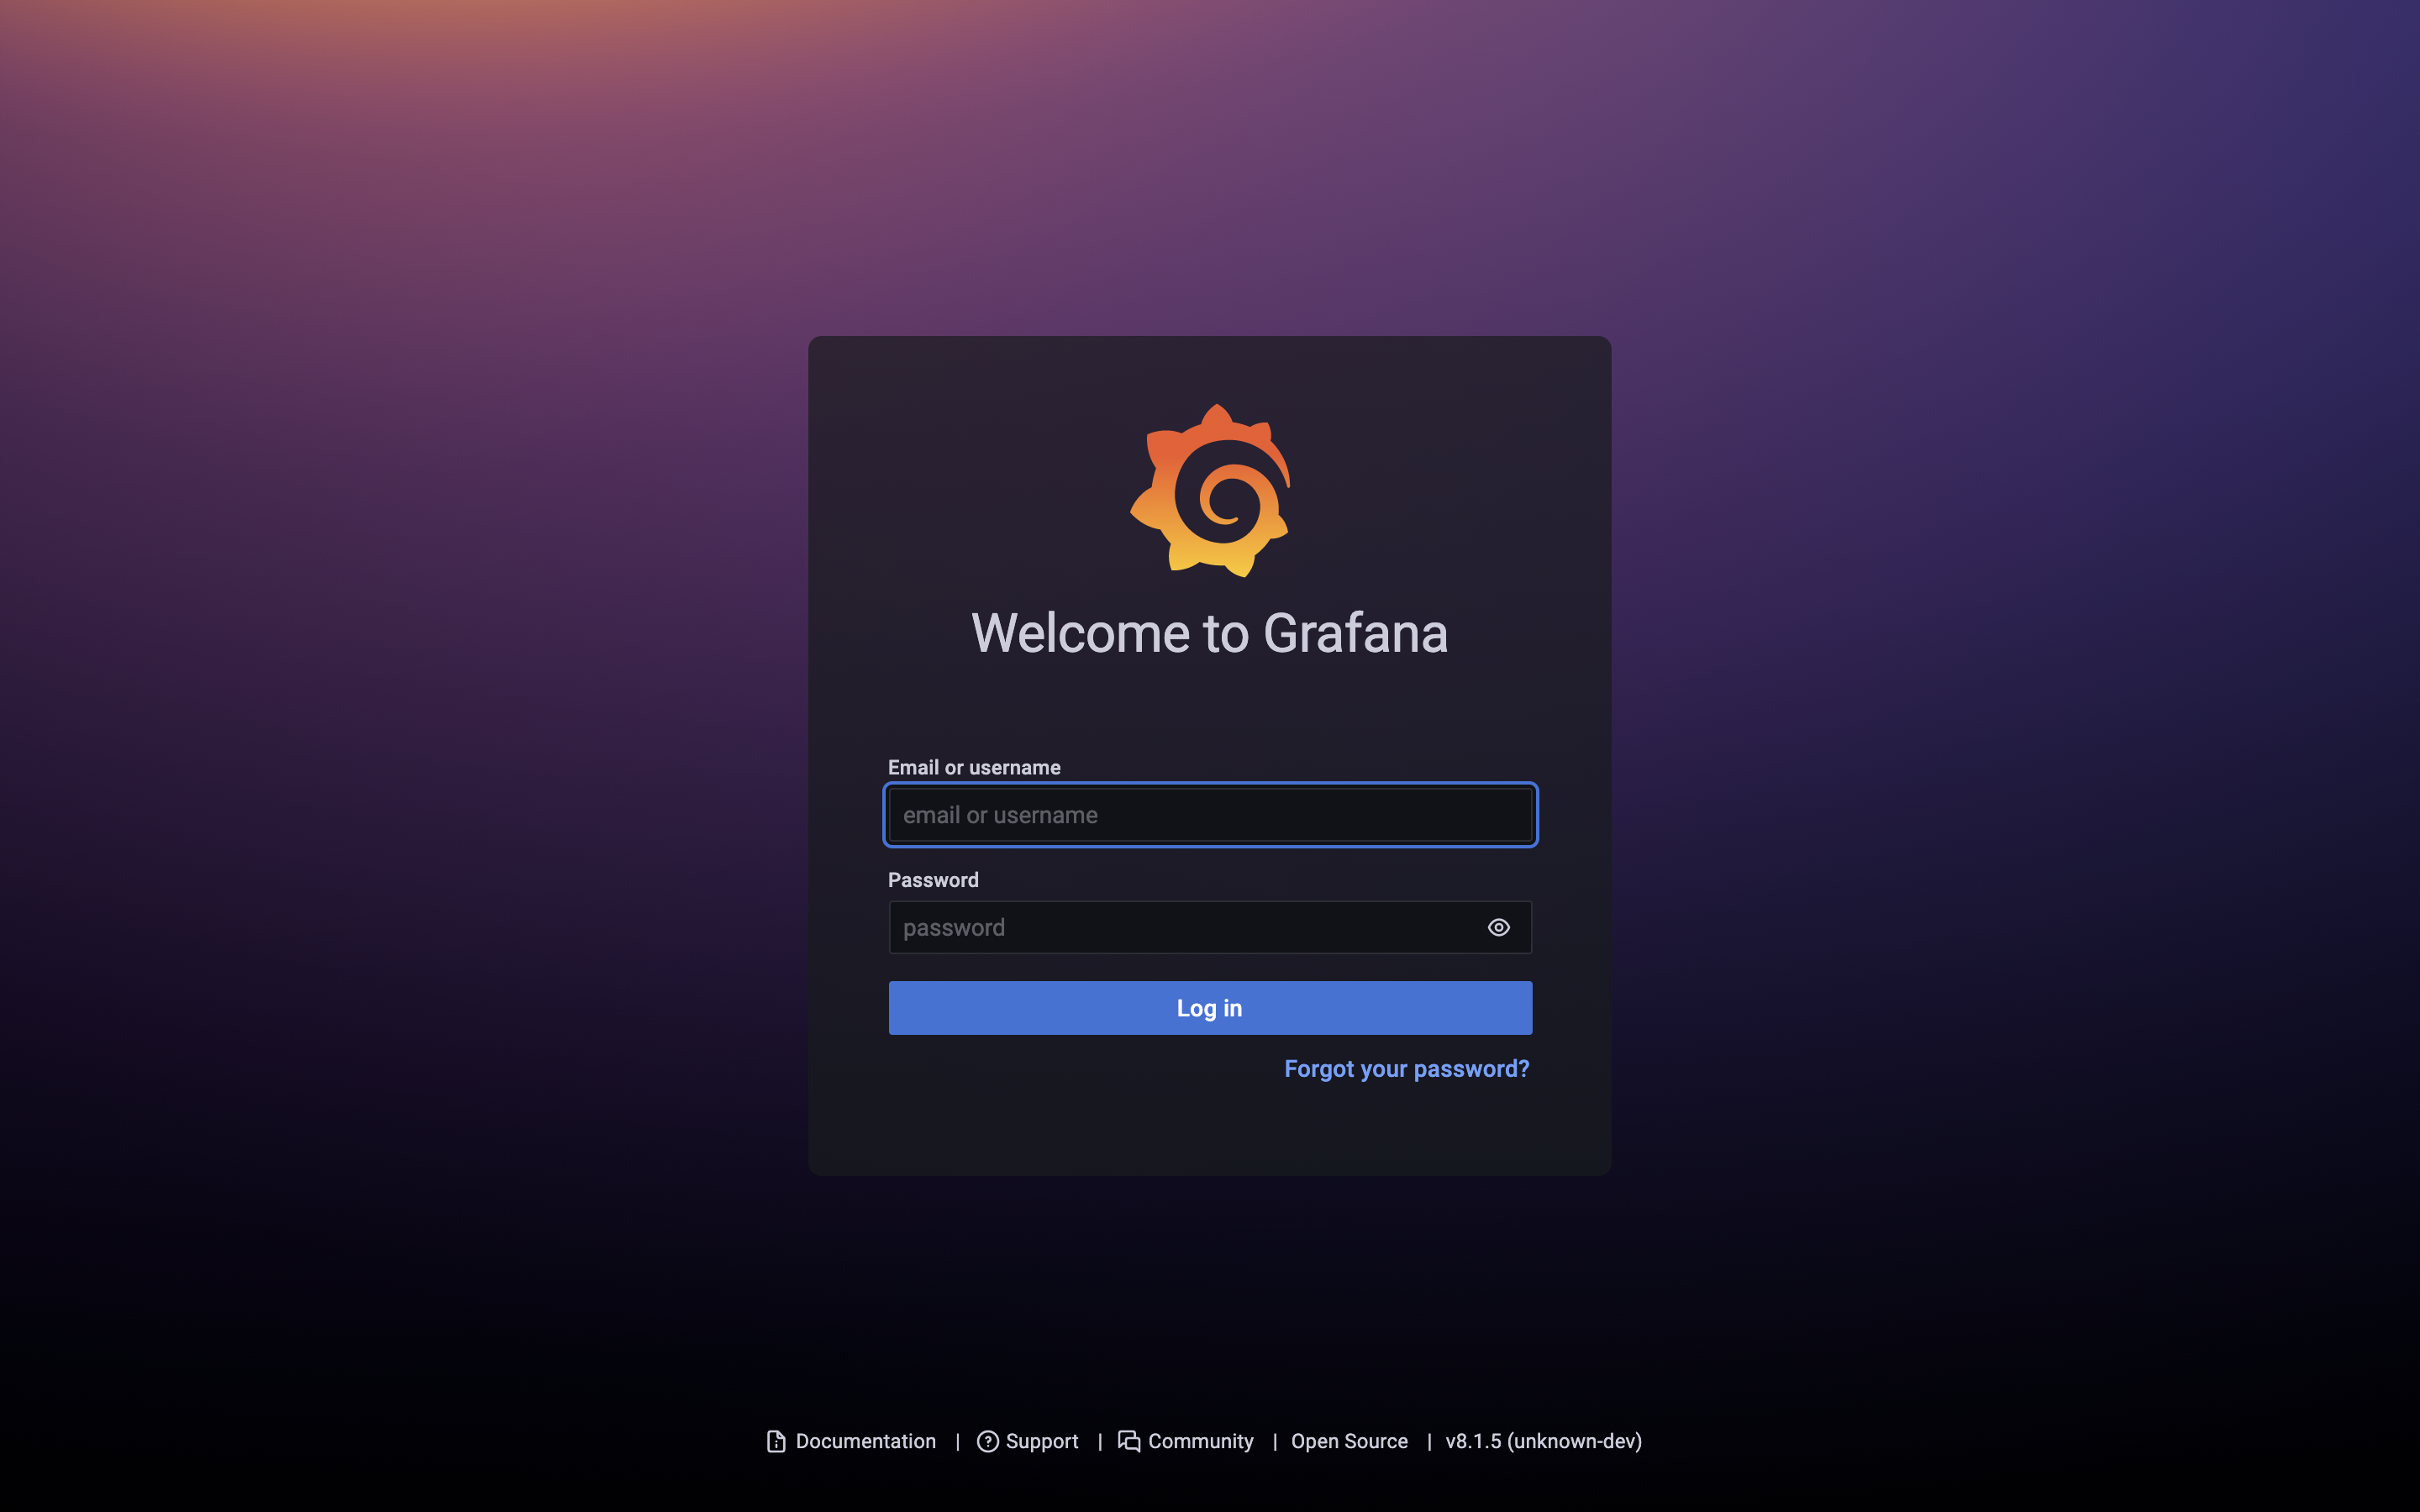 Welcome to Grafana
Email or username
email or username
Password
password
Log in
Forgot your password?
Documentation | Support | Community | Open Source | v8.1.5 (unknown-dev)